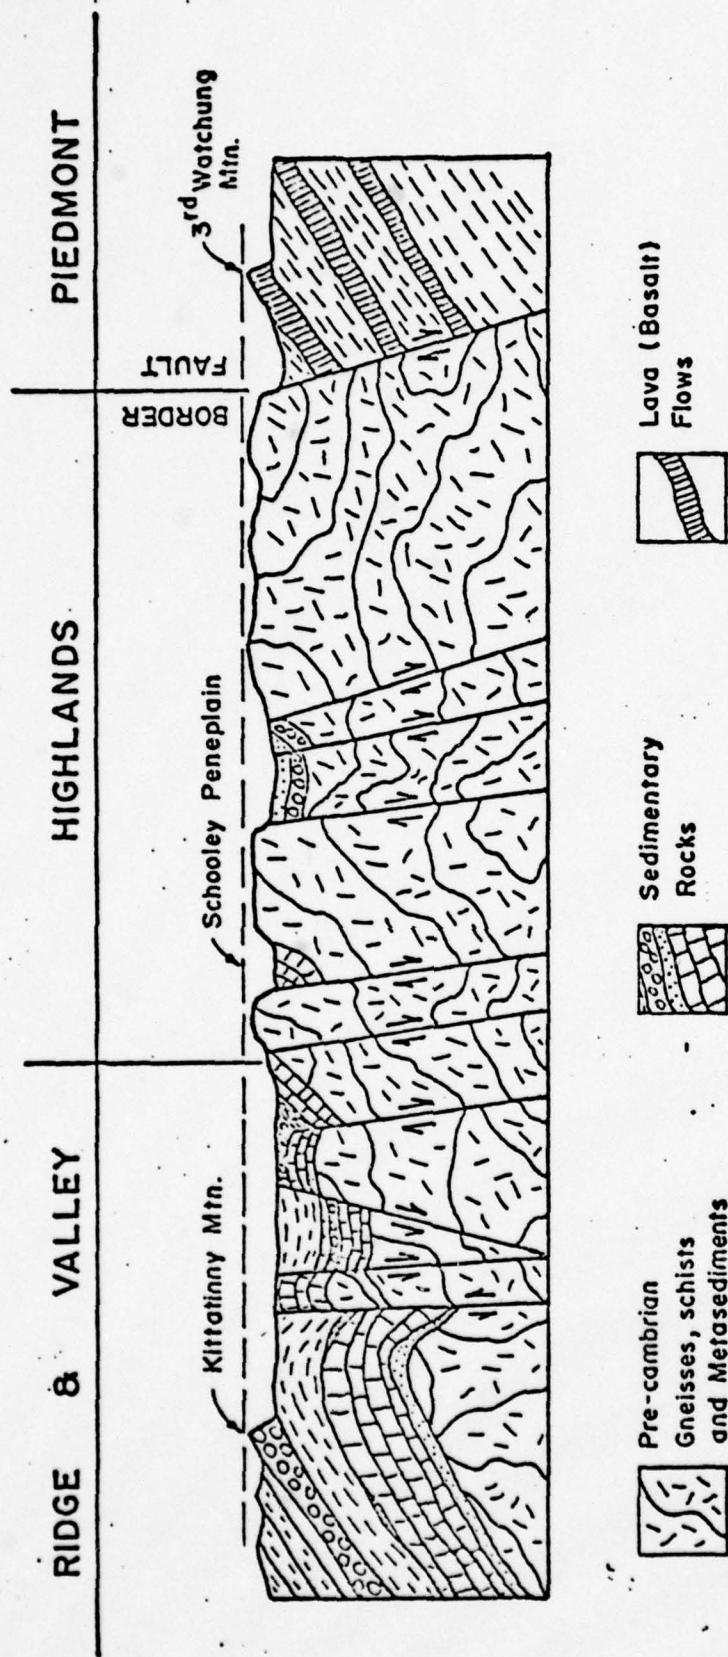 RIDGE & VALLEY
HIGHLANDS
PIEDMONT
Kittatinny Mtn.
Schooley Peneplain
BORDER
FAULT
3rd Watchung
Mtn.
Pre-cambrian
Gneisses, schists
and Metasediments
Sedimentary
Rocks
Lava (Basalt)
Flows